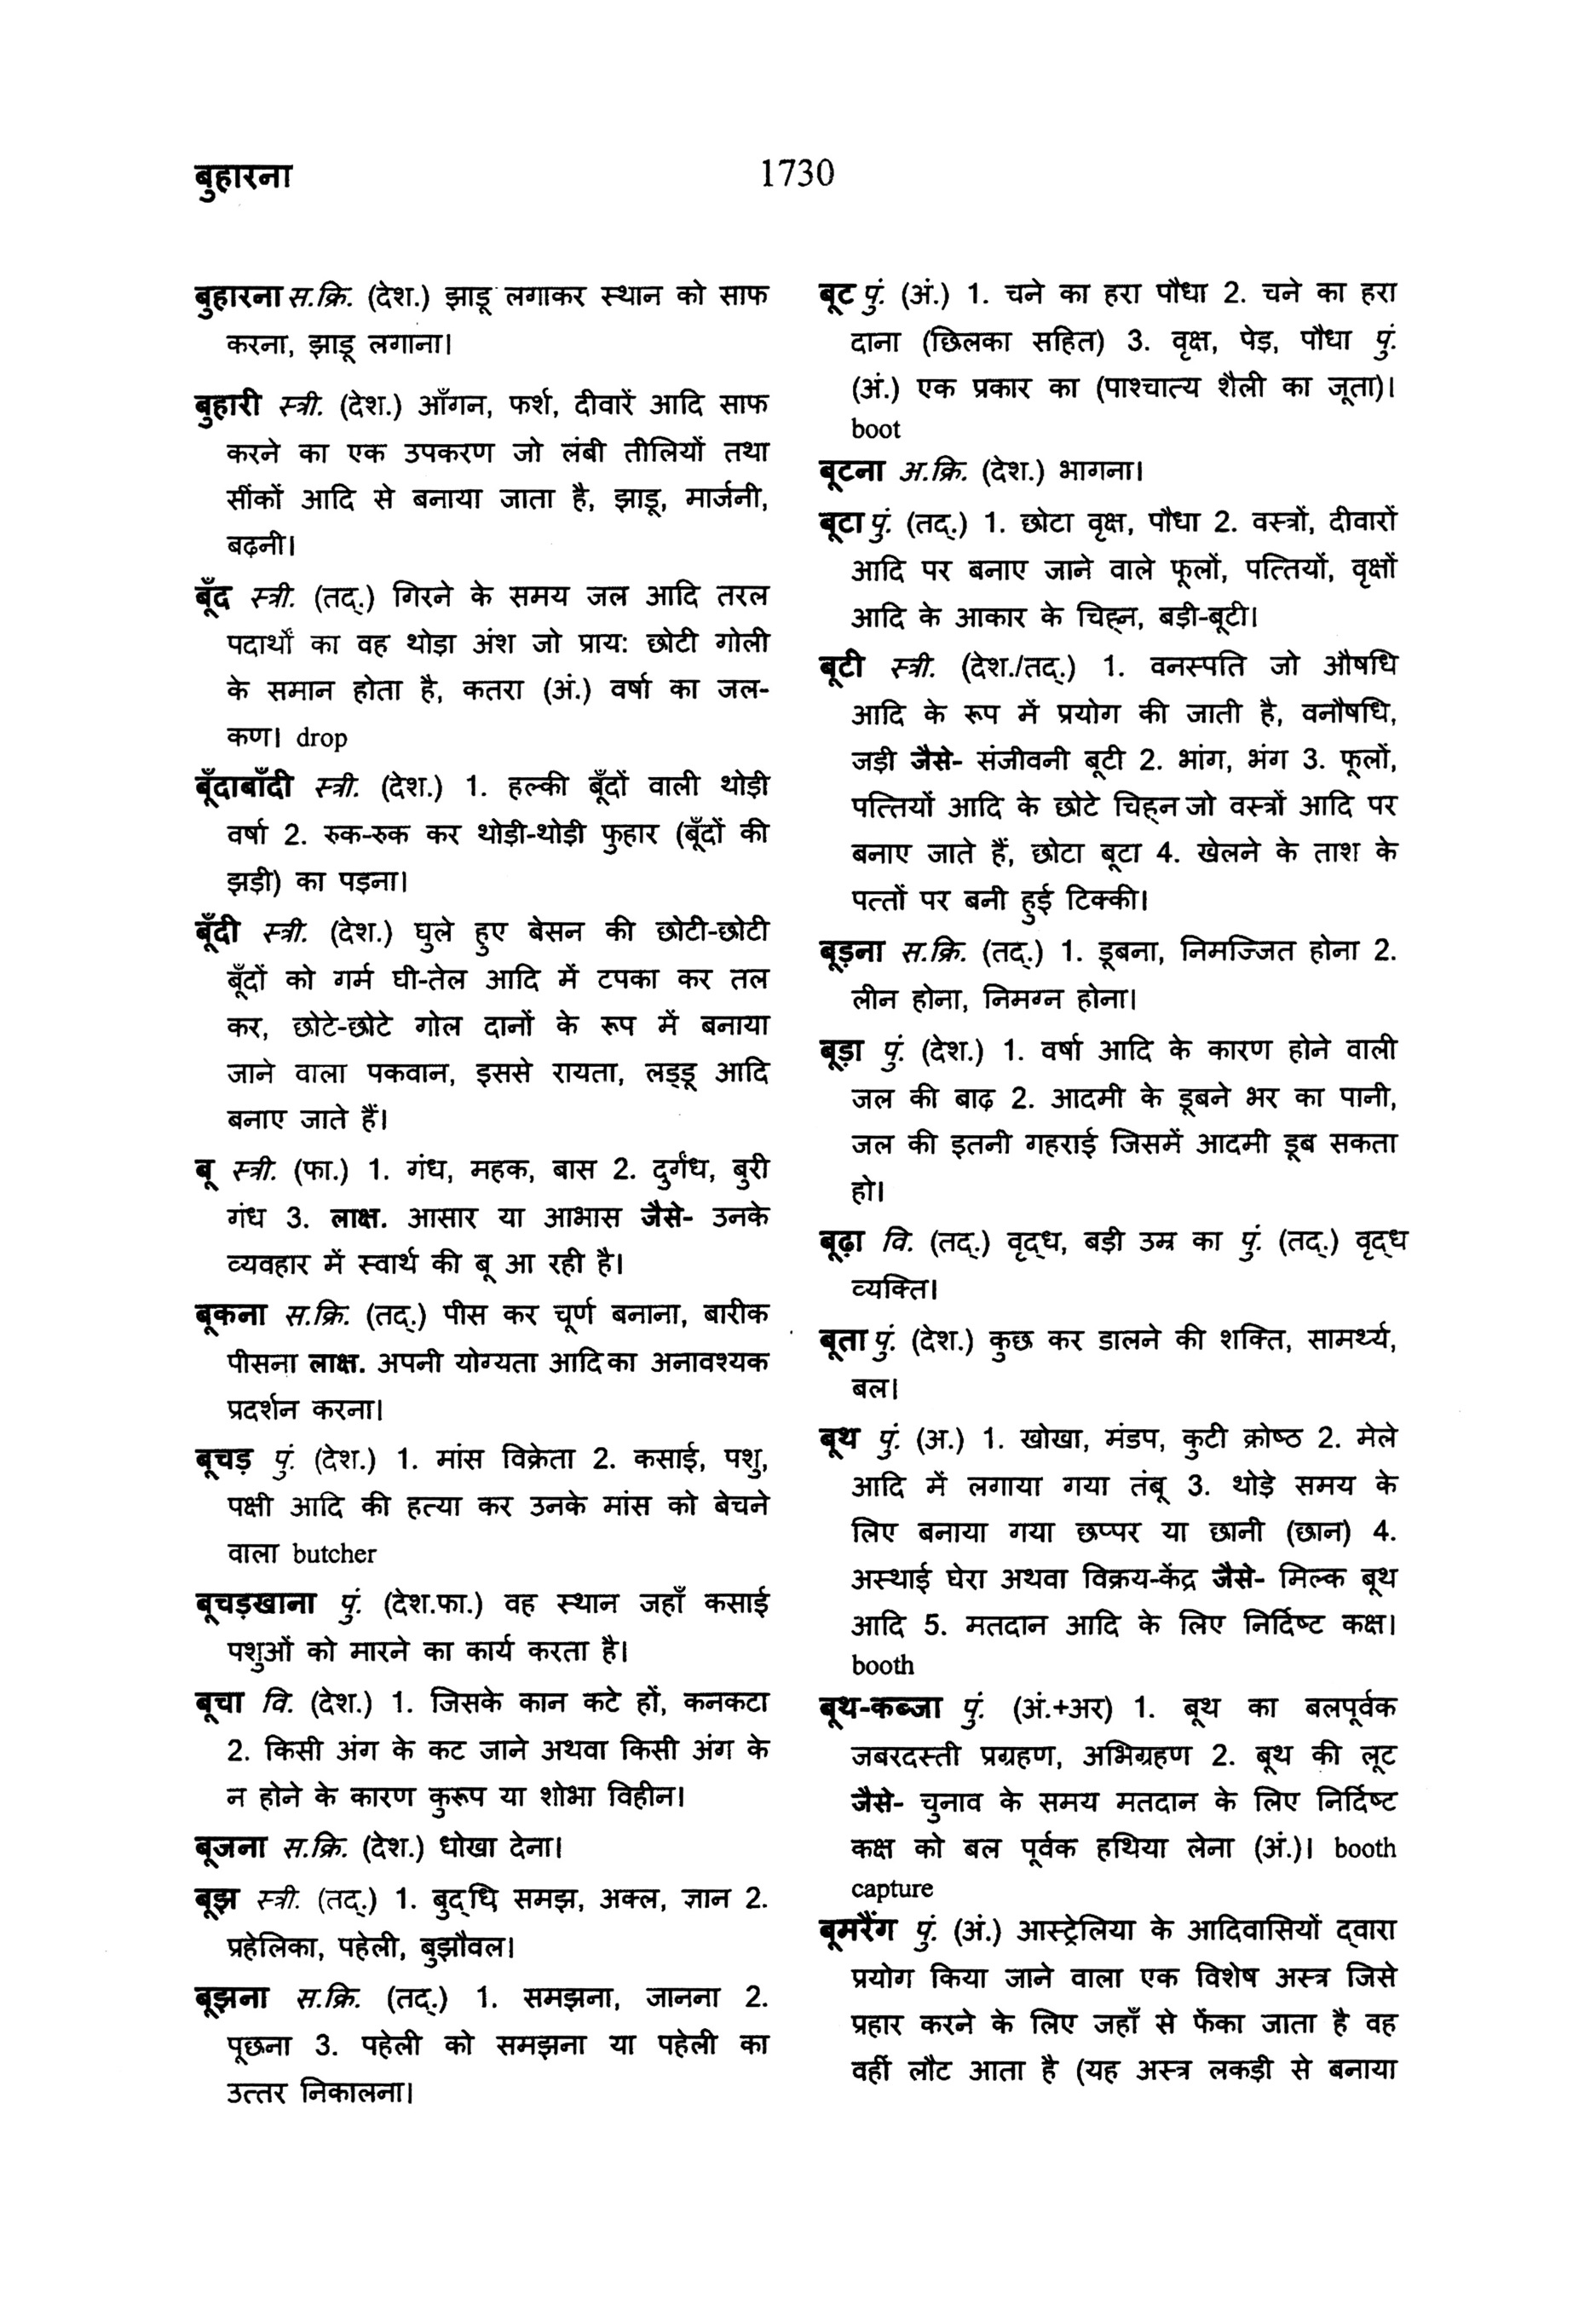 बुहारना
1730
बुहारना स.क्रि. (देश.) झाड़ू लगाकर स्थान को साफ
करना, झाड़ू लगाना।
बुहारी स्त्री. (देश.) आँगन, फर्श, दीवारें आदि साफ
करने का एक उपकरण जो लंबी तीलियों तथा
सींकों आदि से बनाया जाता है, झाड़ू, मार्जनी,
बढ़नी।
बूँद स्त्री. (तद्.) गिरने के समय जल आदि तरल
पदार्थों का वह थोड़ा अंश जो प्राय: छोटी गोली
के समान होता है, कतरा (अं.) वर्षा का जल-
कण। drop
बूँदाबाँदी स्त्री. (देश.) 1. हल्की बूँदों वाली थोड़ी
वर्षा 2. रुक-रुक कर थोड़ी-थोड़ी फुहार (बूँदों की
झड़ी) का पड़ना।
बूँदी स्त्री. (देश.) घुले हुए बेसन की छोटी-छोटी
बूँदों को गर्म घी-तेल आदि में टपका कर तल
कर, छोटे-छोटे गोल दानों के रूप में बनाया
जाने वाला पकवान, इससे रायता, लड्डू आदि
बनाए जाते हैं।
बू स्त्री. (फा.) 1. गंध, महक, बास 2. दुर्गंध, बुरी
गंध 3. लाक्ष. आसार या आभास जैसे- उनके
व्यवहार में स्वार्थ की बू आ रही है।
बूकना स.क्रि. (तद्.) पीस कर चूर्ण बनाना, बारीक
पीसना लाक्ष. अपनी योग्यता आदि का अनावश्यक
प्रदर्शन करना।
बूचड़ पुं. (देश.) 1. मांस विक्रेता 2. कसाई, पशु,
पक्षी आदि की हत्या कर उनके मांस को बेचने
वाला butcher
बूचड़खाना पुं. (देश.फा.) वह स्थान जहाँ कसाई
पशुओं को मारने का कार्य करता है।
बूचा वि. (देश.) 1. जिसके कान कटे हों, कनकटा
2. किसी अंग के कट जाने अथवा किसी अंग के
न होने के कारण कुरूप या शोभा विहीन।
बूजना स.क्रि. (देश.) धोखा देना।
बूझ स्त्री. (तद्.) 1. बुद्‌धि, समझ, अक्ल, ज्ञान 2.
प्रहेलिका, पहेली, बुझौवल।
बूझना स.क्रि. (तद्.) 1. समझना, जानना 2.
पूछना 3. पहेली को समझना या पहेली का
उत्तर निकालना।
बूट पुं. (अं.) 1. चने का हरा पौधा 2. चने का हरा
दाना (छिलका सहित) 3. वृक्ष, पेड़, पौधा पुं.
(अं.) एक प्रकार का (पाश्चात्य शैली का जूता)।
boot
बूटना अ.क्रि. (देश.) भागना।
बूटा पुं. (तद्.) 1. छोटा वृक्ष, पौधा 2. वस्त्रों, दीवारों
आदि पर बनाए जाने वाले फूलों, पत्तियों, वृक्षों
आदि के आकार के चिह्‌न, बड़ी-बूटी।
बूटी स्त्री. (देश./तद्.) 1. वनस्पति जो औषधि
आदि के रूप में प्रयोग की जाती है, वनौषधि,
जड़ी जैसे- संजीवनी बूटी 2. भांग, भंग 3. फूलों,
पत्तियों आदि के छोटे चिह्‌न जो वस्त्रों आदि पर
बनाए जाते हैं, छोटा बूटा 4. खेलने के ताश के
पत्तों पर बनी हुई टिक्की।
बूड़ना स.क्रि. (तद्.) 1. डूबना, निमज्जित होना 2.
लीन होना, निमग्न होना।
बूड़ा पुं. (देश.) 1. वर्षा आदि के कारण होने वाली
जल की बाढ़ 2. आदमी के डूबने भर का पानी,
जल की इतनी गहराई जिसमें आदमी डूब सकता
हो।
बूढ़ा वि. (तद्.) वृद्‌ध, बड़ी उम्र का पुं. (तद्.) वृद्‌ध
व्यक्ति।
बूता पुं. (देश.) कुछ कर डालने की शक्ति, सामर्थ्य,
बल।
बूथ पुं. (अ.) 1. खोखा, मंडप, कुटी क्रोष्ठ 2. मेले
आदि में लगाया गया तंबू 3. थोड़े समय के
लिए बनाया गया छप्पर या छानी (छान) 4.
अस्थाई घेरा अथवा विक्रय-केंद्र जैसे- मिल्क बूथ
आदि 5. मतदान आदि के लिए निर्दिष्ट कक्ष।
booth
बूथ-कब्जा पुं. (अं.+अर) 1. बूथ का बलपूर्वक
जबरदस्ती प्रग्रहण, अभिग्रहण 2. बूथ की लूट
जैसे- चुनाव के समय मतदान के लिए निर्दिष्ट
कक्ष को बल पूर्वक हथिया लेना (अं.)। booth
capture
बूमरैंग पुं. (अं.) आस्ट्रेलिया के आदिवासियों द्‌वारा
प्रयोग किया जाने वाला एक विशेष अस्त्र जिसे
प्रहार करने के लिए जहाँ से फेंका जाता है वह
वहीं लौट आता है (यह अस्त्र लकड़ी से बनाया